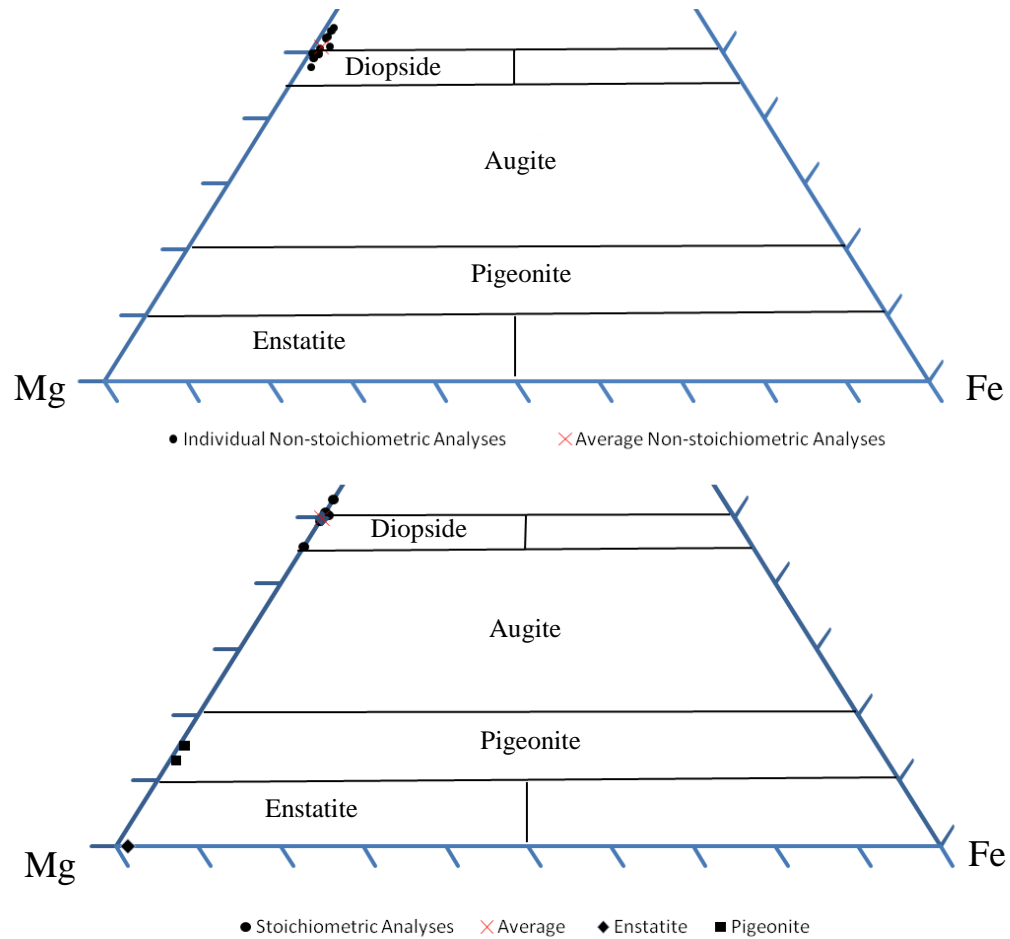 Diopside
Augite
Pigeonite
Enstatite
Mg Fe
Individual Non-stoichiometric Analyses Average Non-stoichiometric Analyses
Diopside
Augite
Pigeonite
Enstatite
Mg Fe
Stoichiometric Analyses Average Enstatite Pigeonite